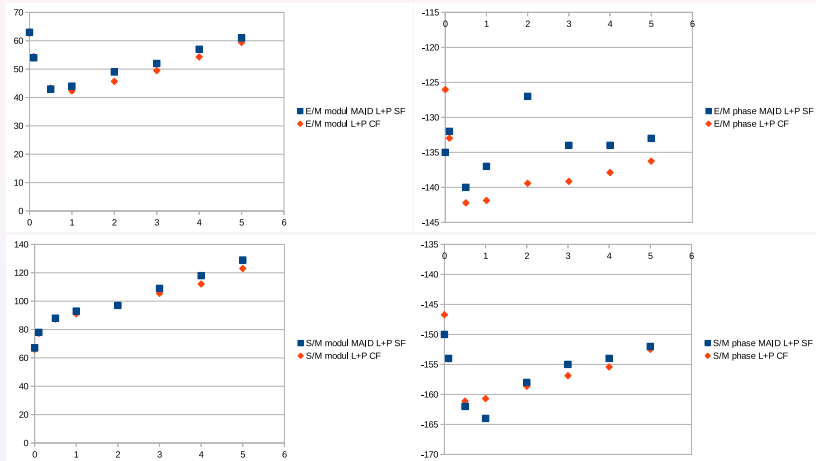 70
60
50
40
30
20
10
0
0 1 2 3 4 5 6
E/M modul MAID L+P SF
E/M modul L+P CF
-115
0 1 2 3 4 5 6
-120
-125
-130
-135
-140
-145
E/M phase MAID L+P SF
E/M phase L+P CF
140
120
100
80
60
40
20
0
0 1 2 3 4 5 6
S/M modul MAID L+P SF
S/M modul L+P CF
-135
0 1 2 3 4 5 6
-140
-145
-150
-155
-160
-165
-170
S/M phase MAID L+P SF
S/M phase L+P CF